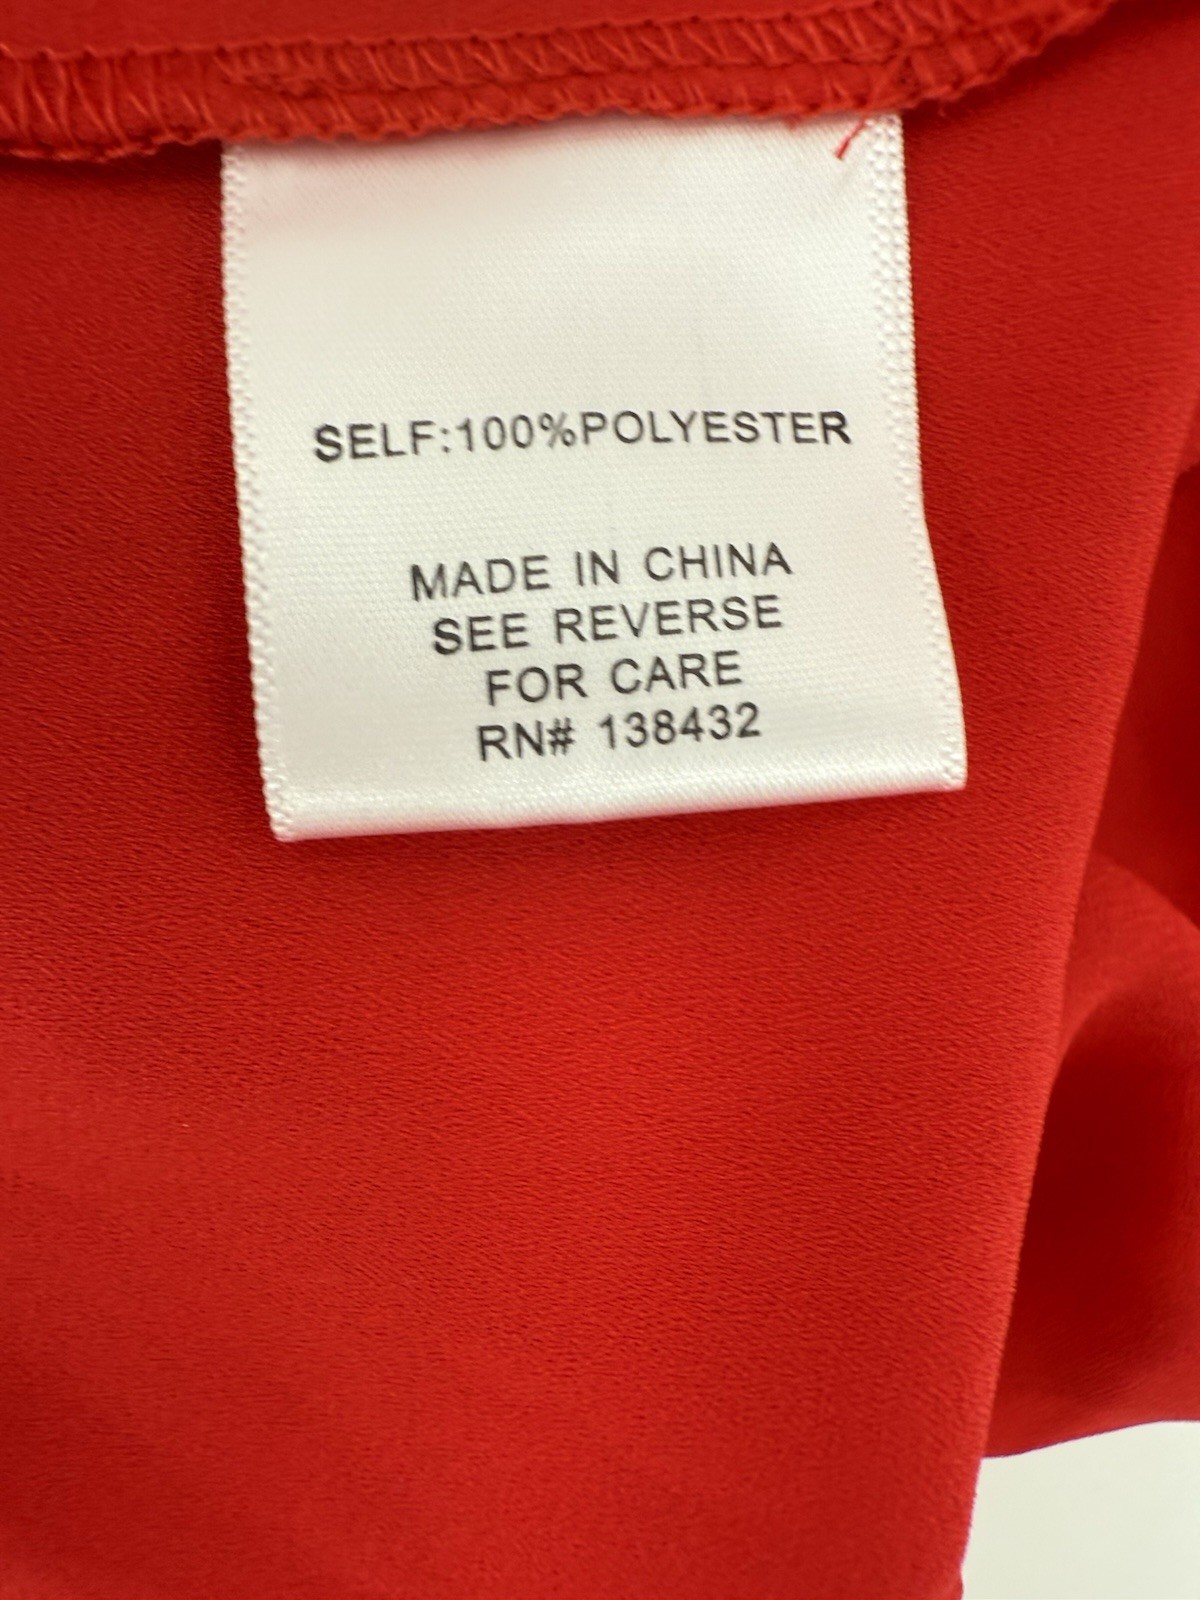 SELF:100%POLYESTER
MADE IN CHINA
SEE REVERSE
FOR CARE
RN# 138432